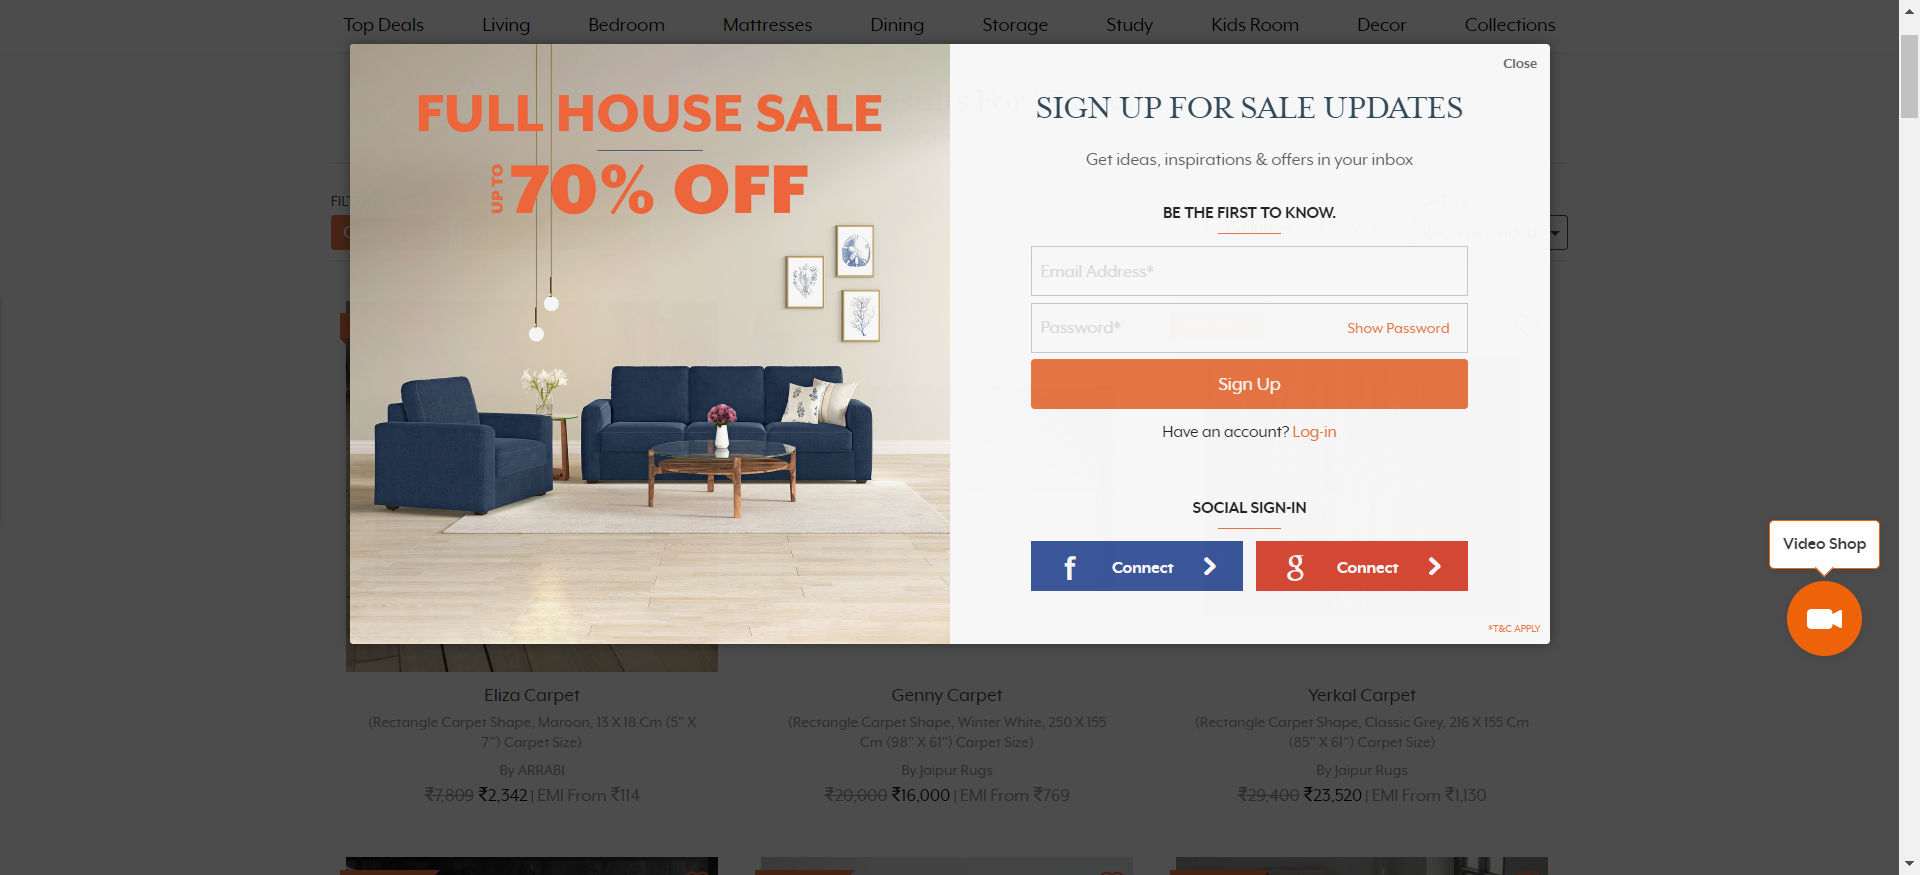 Top Deals Living Bedroom Mattresses Dining Storage Study Kids Room Decor Collections
FULL HOUSE SALE
UP TO 70% OFF
Close
SIGN UP FOR SALE UPDATES
Get ideas, inspirations & offers in your inbox
BE THE FIRST TO KNOW.
Email Address*
Password*
Show Password
Sign Up
Have an account? Log-in
SOCIAL SIGN-IN
f Connect
g Connect
*T&C APPLY
Video Shop
Eliza Carpet
(Rectangle Carpet Shape, Maroon, 13 X 18 Cm (5" X
7") Carpet Size)
By ARRABI
₹7,809 ₹2,342 | EMI From ₹114
Genny Carpet
(Rectangle Carpet Shape, Winter White, 250 X 155
Cm (98" X 61") Carpet Size)
By Jaipur Rugs
₹20,000 ₹16,000 | EMI From ₹769
Yerkal Carpet
(Rectangle Carpet Shape, Classic Grey, 216 X 155 Cm
(85" X 61") Carpet Size)
By Jaipur Rugs
₹29,400 ₹23,520 | EMI From ₹1,130